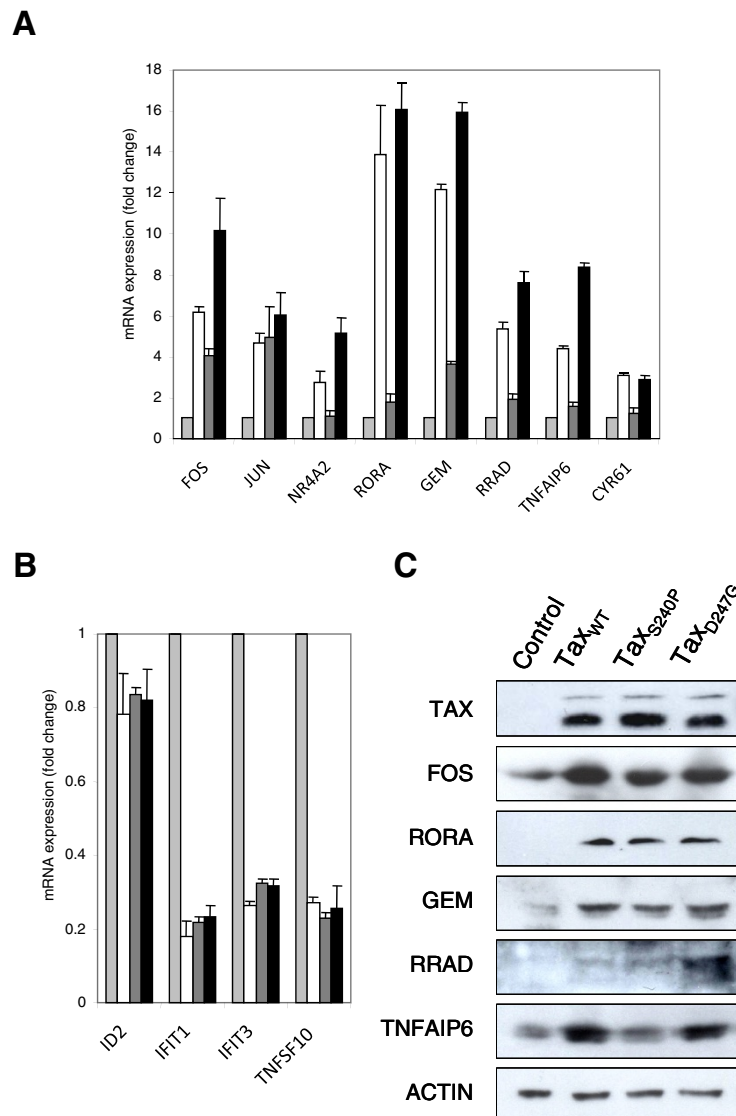 A
mRNA expression (fold change)
18
16
14
12
10
8
6
4
2
0
FOS
JUN
NR4A2
RORA
GEM
RRAD
TNFAIP6
CYR61
B
mRNA expression (fold change)
1
0.8
0.6
0.4
0.2
0
ID2
IFIT1
IFIT3
TNFSF10
C
Control
TaxWT
TaxS240P
TaxD247G
TAX
FOS
RORA
GEM
RRAD
TNFAIP6
ACTIN